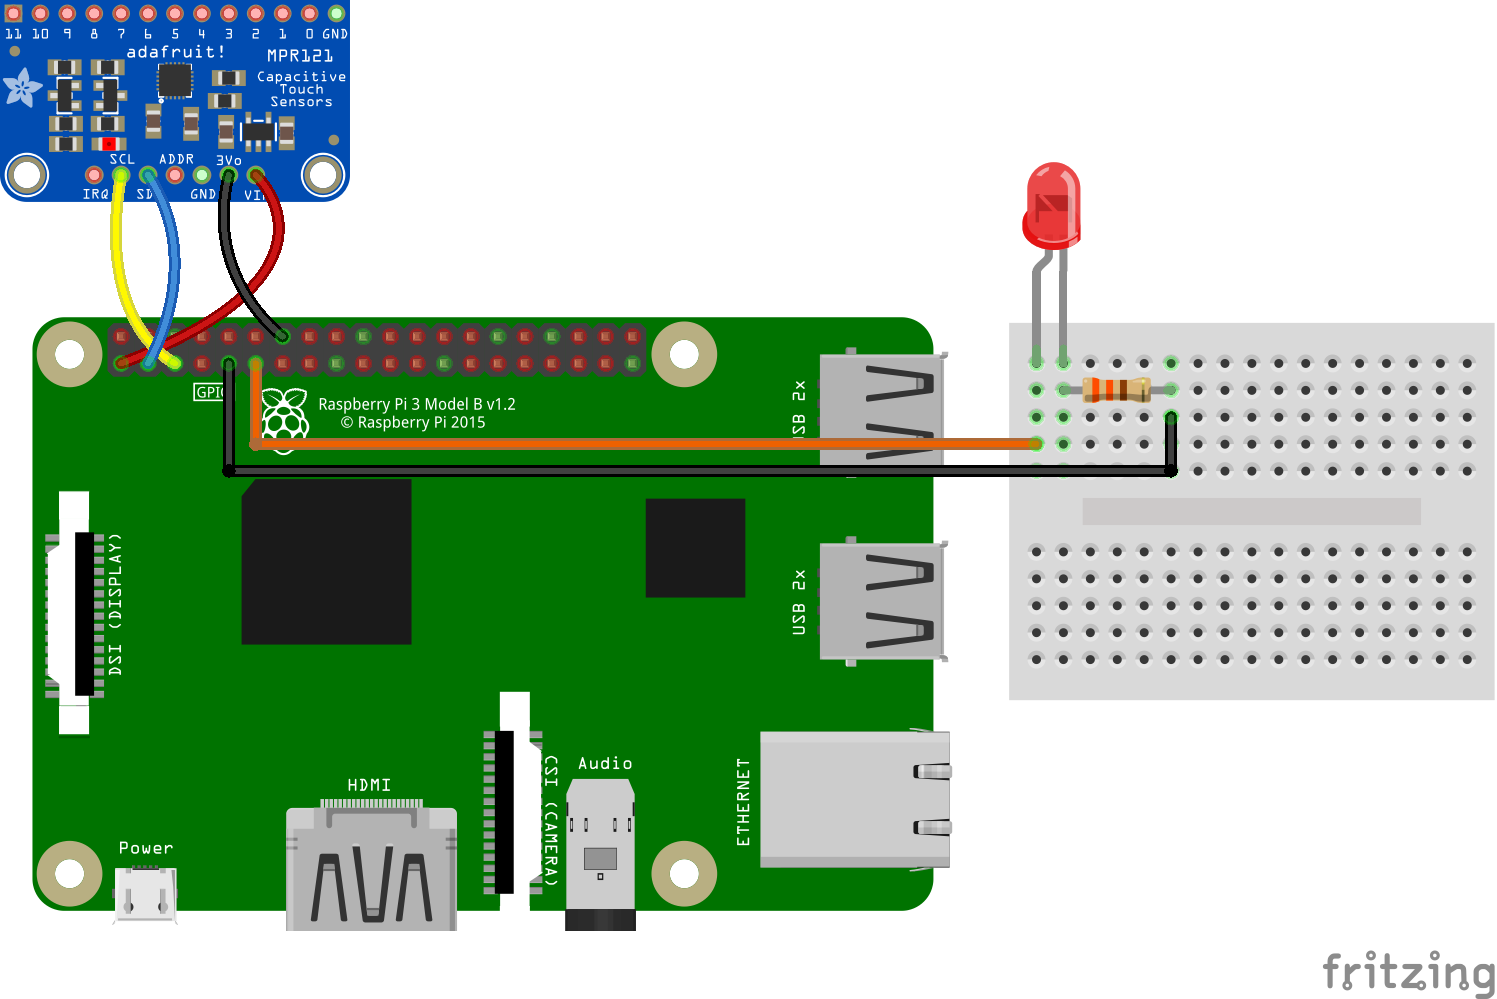 11 10 9 8 7 6 5 4 3 2 1 0 GND
adafruit!
MPR121
Capacitive
Touch
Sensors
SCL ADDR 3Vo
IRQ SD GND VI
GPIO
Raspberry Pi 3 Model B v1.2
© Raspberry Pi 2015
USB 2x
USB 2x
DSI (DISPLAY)
HDMI
CSI (CAMERA)
Audio
ETHERNET
Power
fritzing